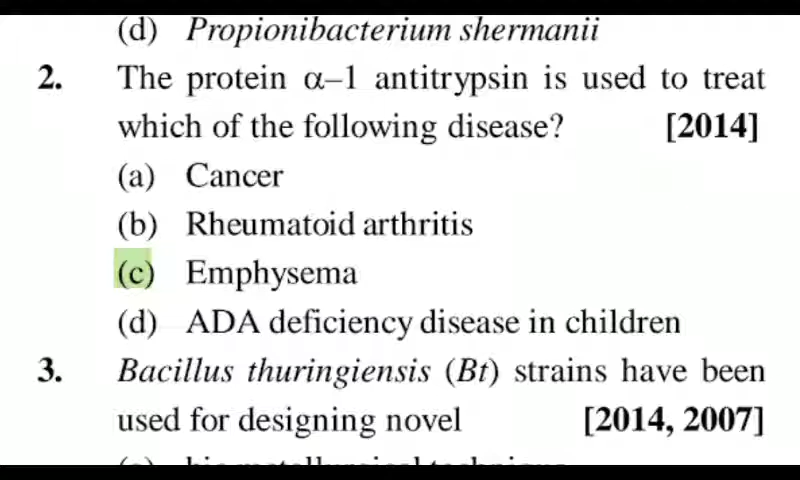 (d) Propionibacterium shermanii
2. The protein α–1 antitrypsin is used to treat
which of the following disease? [2014]
(a) Cancer
(b) Rheumatoid arthritis
(c) Emphysema
(d) ADA deficiency disease in children
3. Bacillus thuringiensis (Bt) strains have been
used for designing novel [2014, 2007]